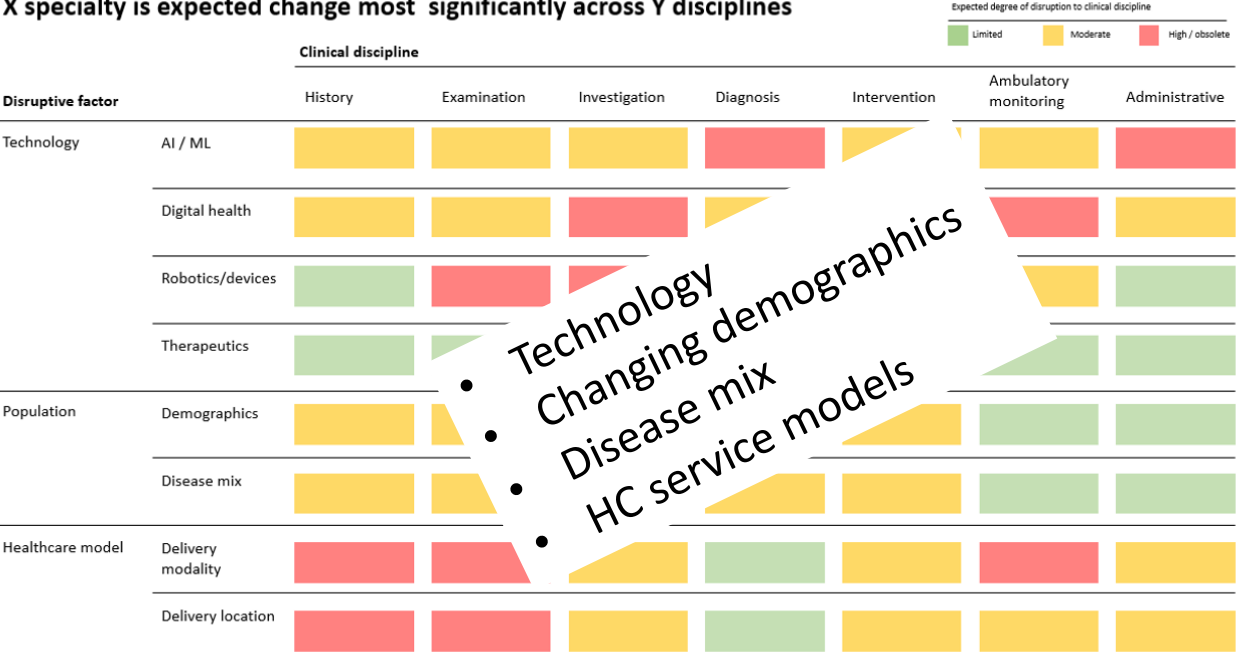 X specialty is expected change most significantly across Y disciplines
Expected degree of disruption to clinical discipline
Limited
Moderate
High / obsolete
Clinical discipline
Disruptive factor
History
Examination
Investigation
Diagnosis
Intervention
Ambulatory
monitoring
Administrative
Technology
AI / ML
Digital health
Robotics/devices
Therapeutics
Population
Demographics
Disease mix
Healthcare model
Delivery
modality
Delivery location
• Technology
• Changing demographics
• Disease mix
• HC service models